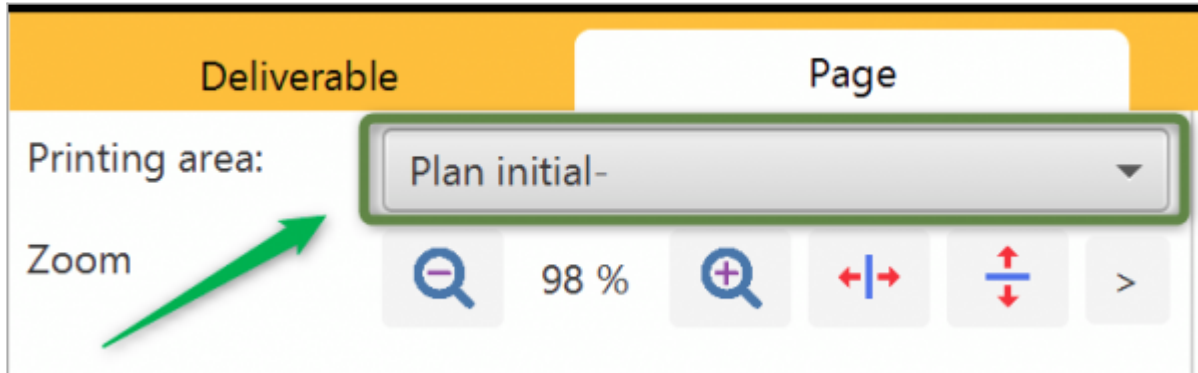 Deliverable Page
Printing area: Plan initial-
Zoom 98 % >